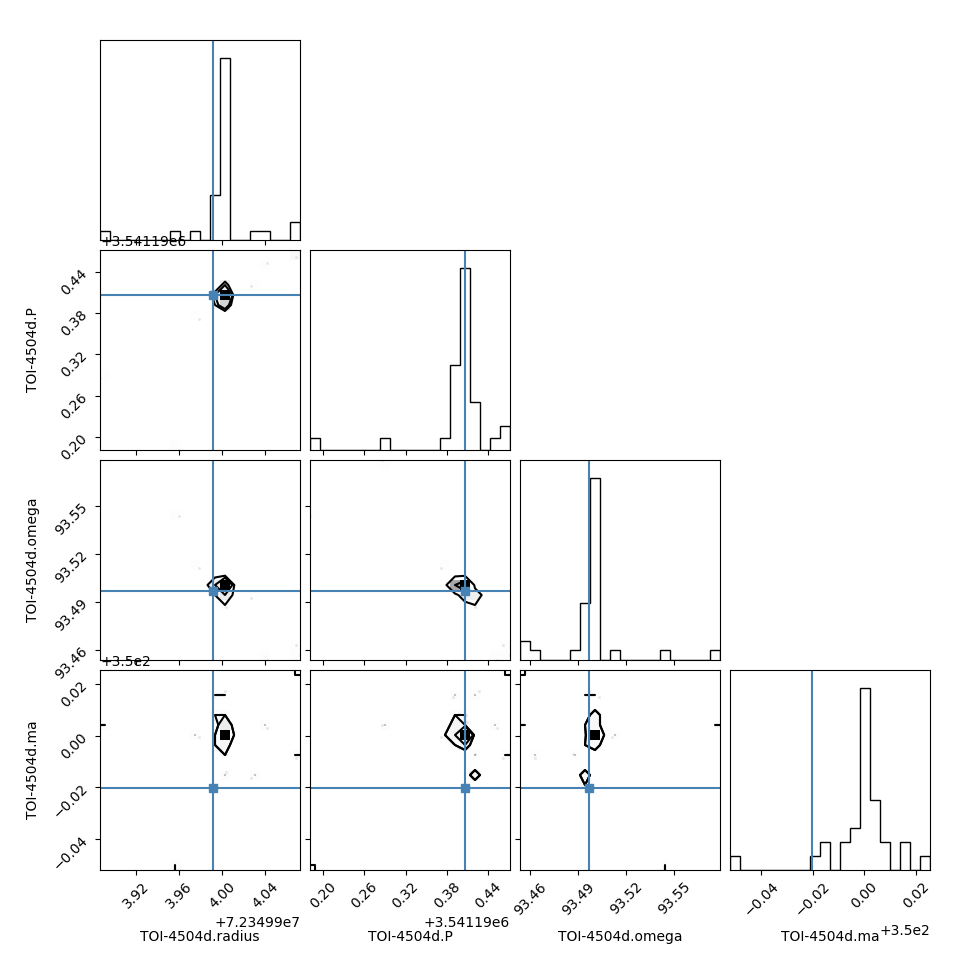 +3.54119e6
TOI-4504d.P
0.44
0.38
0.32
0.26
0.20
TOI-4504d.omega
93.55
93.52
93.49
93.46
+3.5e2
TOI-4504d.ma
0.02
0.00
−0.02
−0.04
3.92 3.96 4.00 4.04
0.20 0.26 0.32 0.38 0.44
93.46 93.49 93.52 93.55
−0.04 −0.02 0.00 0.02
+7.23499e7 +3.54119e6 +3.5e2
TOI-4504d.radius TOI-4504d.P TOI-4504d.omega TOI-4504d.ma